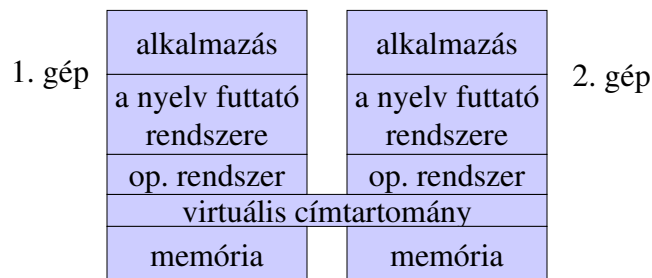 1. gép
alkalmazás
a nyelv futtató
rendszere
op. rendszer
alkalmazás
a nyelv futtató
rendszere
op. rendszer
2. gép
virtuális címtartomány
memória
memória